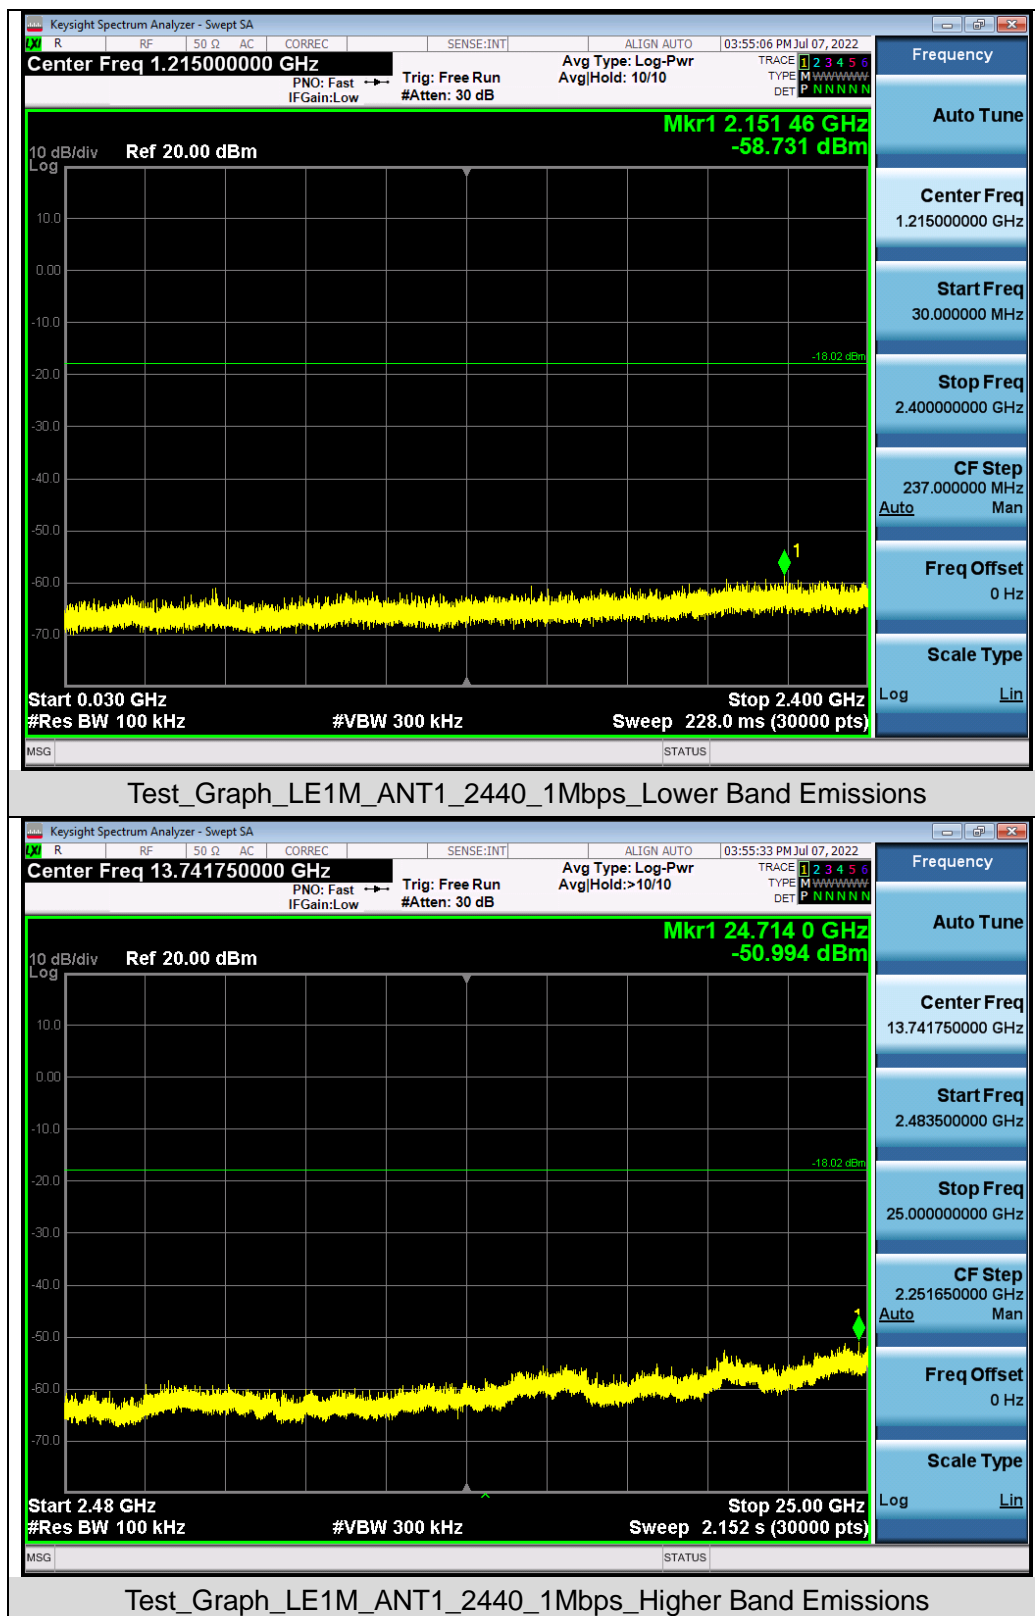 Keysight Spectrum Analyzer - Swept SA
LXI R RF 50 Ω AC CORREC SENSE:INT ALIGN AUTO 03:55:06 PM Jul 07, 2022
Center Freq 1.215000000 GHz
PNO: Fast
IFGain:Low
Trig: Free Run
#Atten: 30 dB
Avg Type: Log-Pwr
Avg|Hold: 10/10
TRACE 1 2 3 4 5 6
TYPE M WWWWW
DET P N N N N N
Mkr1 2.151 46 GHz
-58.731 dBm
10 dB/div Ref 20.00 dBm
Log
10.0
0.00
-10.0
-18.02 dBm
-20.0
-30.0
-40.0
-50.0
1
-60.0
-70.0
Start 0.030 GHz Stop 2.400 GHz
#Res BW 100 kHz #VBW 300 kHz Sweep 228.0 ms (30000 pts)
MSG STATUS
Frequency
Auto Tune
Center Freq
1.215000000 GHz
Start Freq
30.000000 MHz
Stop Freq
2.400000000 GHz
CF Step
237.000000 MHz
Auto Man
Freq Offset
0 Hz
Scale Type
Log Lin
Test_Graph_LE1M_ANT1_2440_1Mbps_Lower Band Emissions
Keysight Spectrum Analyzer - Swept SA
LXI R RF 50 Ω AC CORREC SENSE:INT ALIGN AUTO 03:55:33 PM Jul 07, 2022
Center Freq 13.741750000 GHz
PNO: Fast
IFGain:Low
Trig: Free Run
#Atten: 30 dB
Avg Type: Log-Pwr
Avg|Hold:>10/10
TRACE 1 2 3 4 5 6
TYPE M WWWWW
DET P N N N N N
Mkr1 24.714 0 GHz
-50.994 dBm
10 dB/div Ref 20.00 dBm
Log
10.0
0.00
-10.0
-18.02 dBm
-20.0
-30.0
-40.0
1
-50.0
-60.0
-70.0
Start 2.48 GHz Stop 25.00 GHz
#Res BW 100 kHz #VBW 300 kHz Sweep 2.152 s (30000 pts)
MSG STATUS
Frequency
Auto Tune
Center Freq
13.741750000 GHz
Start Freq
2.483500000 GHz
Stop Freq
25.000000000 GHz
CF Step
2.251650000 GHz
Auto Man
Freq Offset
0 Hz
Scale Type
Log Lin
Test_Graph_LE1M_ANT1_2440_1Mbps_Higher Band Emissions